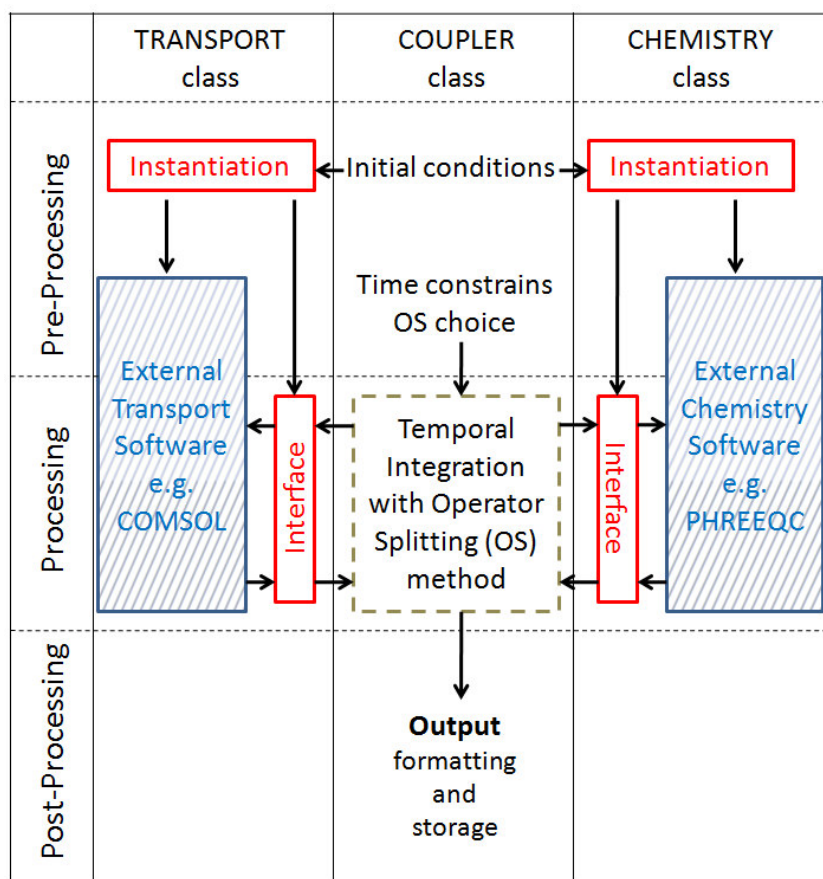 TRANSPORT
class
COUPLER
class
CHEMISTRY
class
Pre-Processing
Instantiation
Initial conditions
Instantiation
Time constrains
OS choice
Processing
External
Transport
Software
e.g.
COMSOL
Interface
Temporal
Integration
with Operator
Splitting (OS)
method
Interface
External
Chemistry
Software
e.g.
PHREEQC
Post-Processing
Output
formatting
and
storage